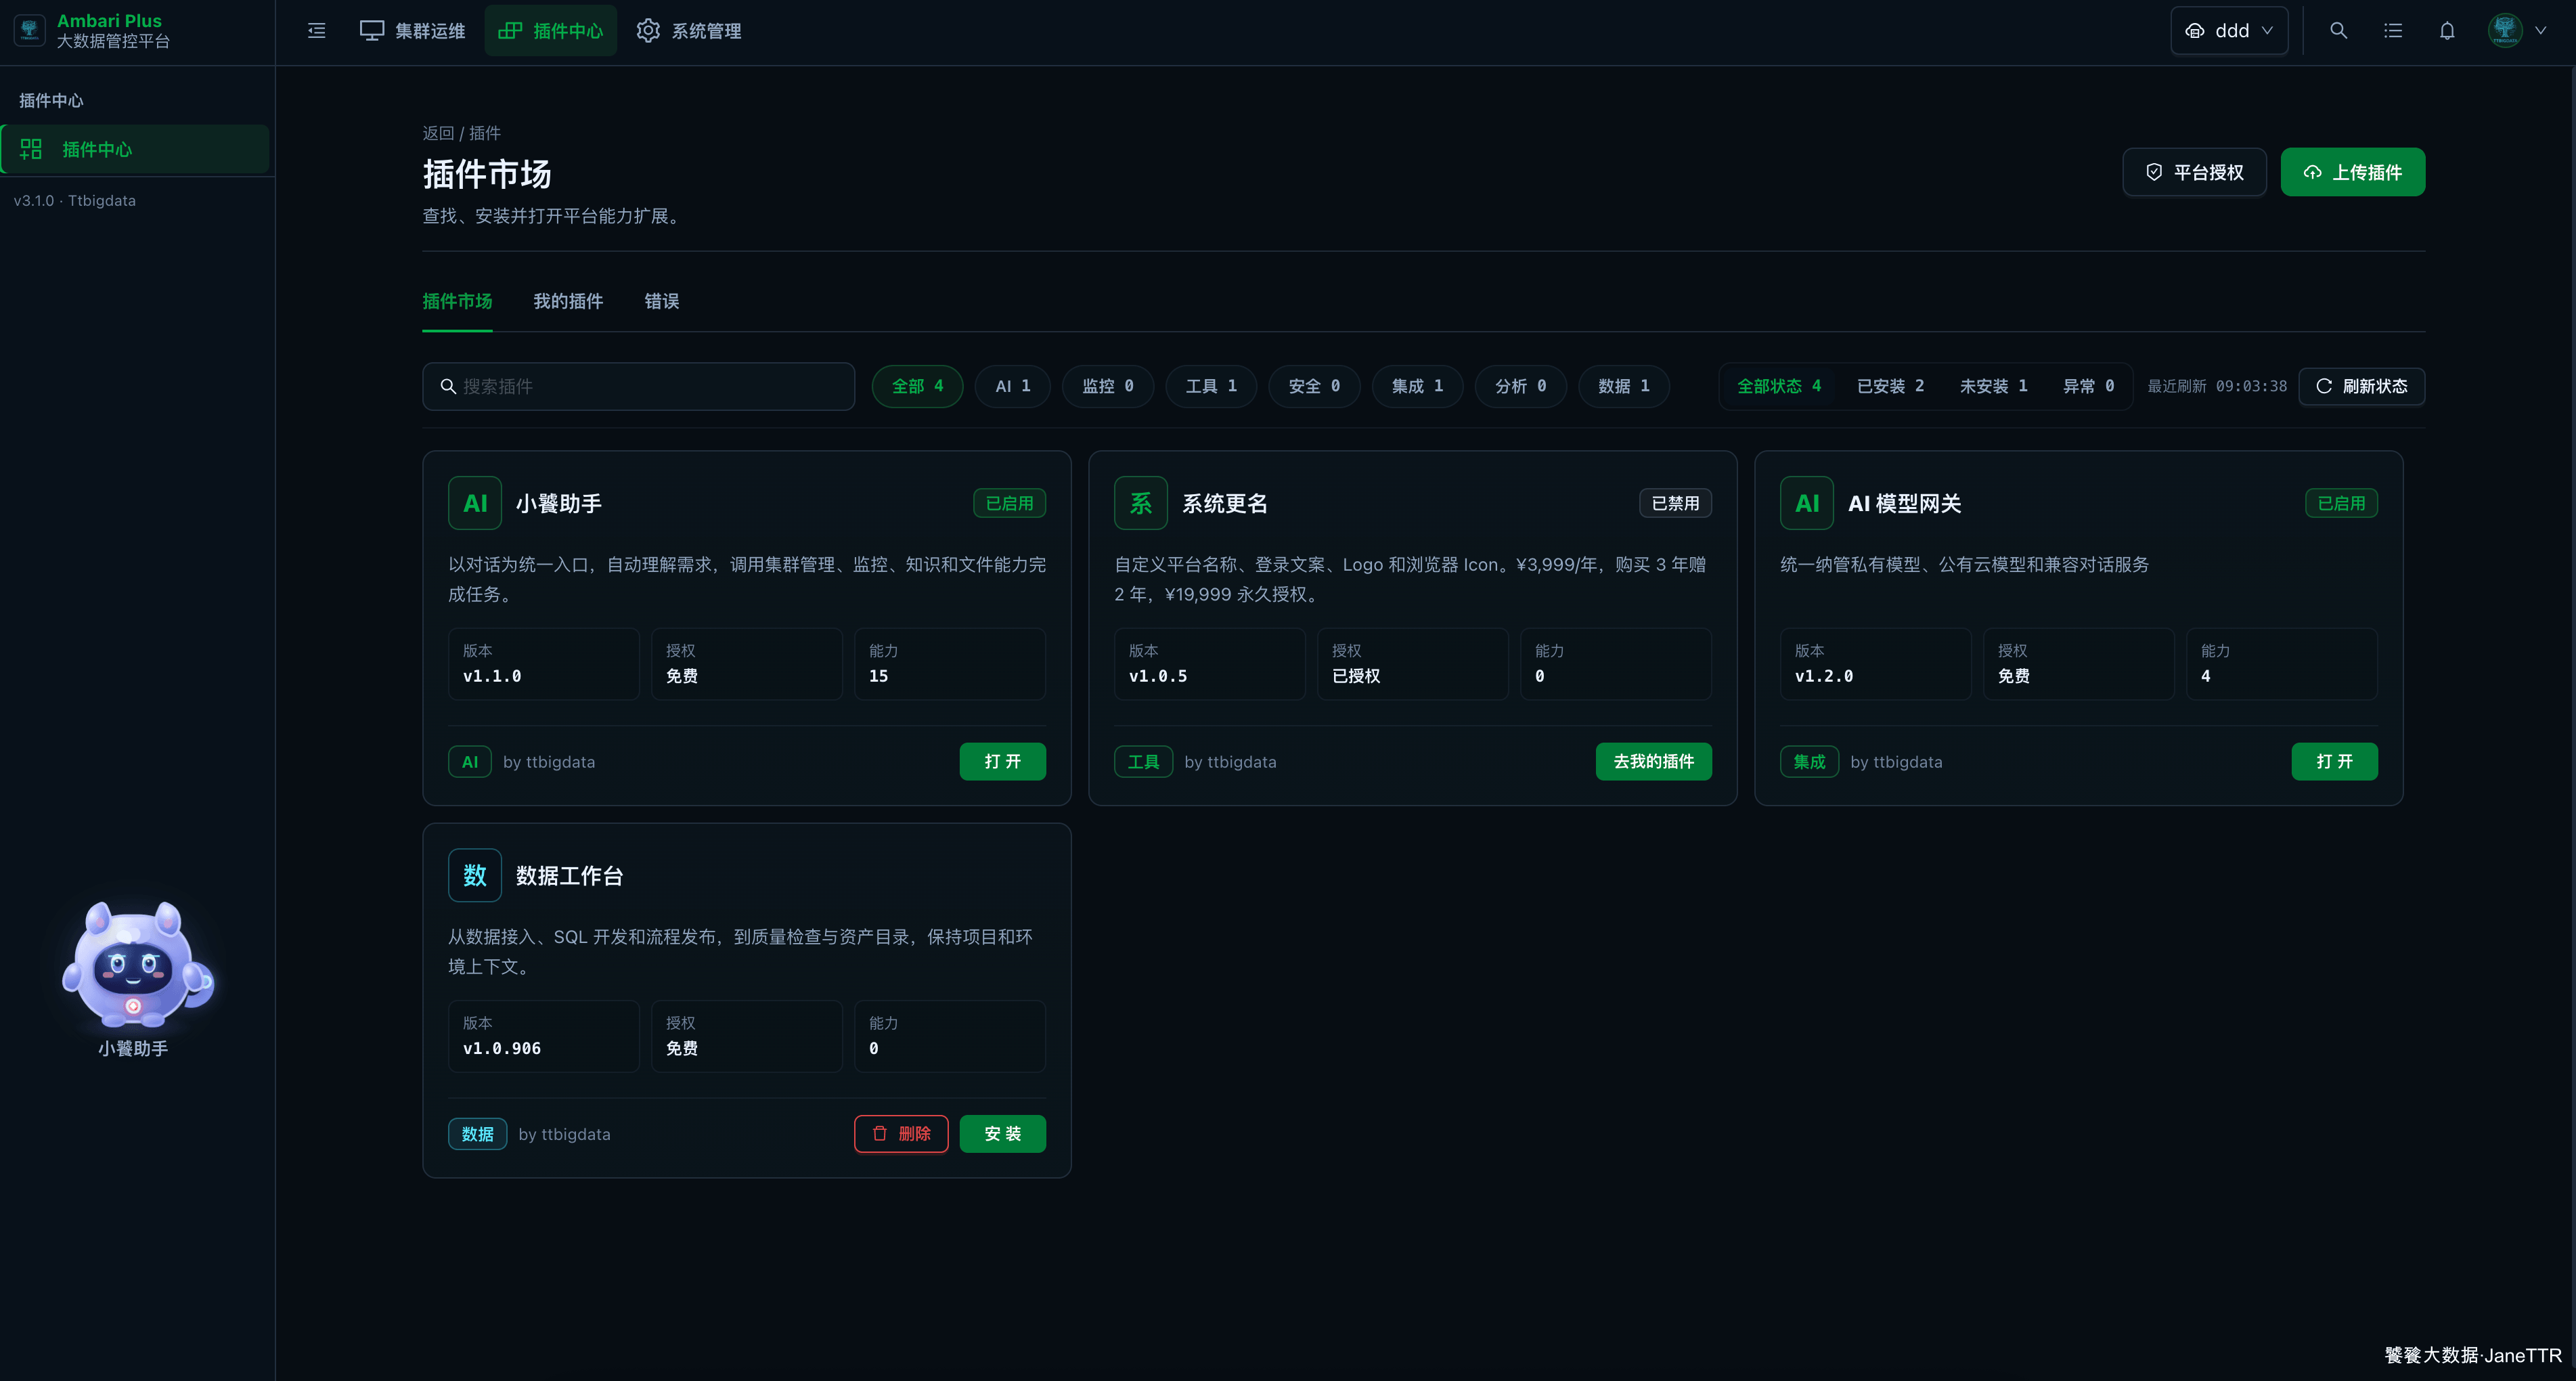 Ambari Plus
大数据管控平台
集群运维
插件中心
系统管理
ddd
插件中心
插件中心
v3.1.0 · Ttbigdata
返回 / 插件
插件市场
查找、安装并打开平台能力扩展。
平台授权
上传插件
插件市场
我的插件
错误
搜索插件
全部 4
AI 1
监控 0
工具 1
安全 0
集成 1
分析 0
数据 1
全部状态 4
已安装 2
未安装 1
异常 0
最近刷新 09:03:38
刷新状态
AI
小饕助手
已启用
以对话为统一入口，自动理解需求，调用集群管理、监控、知识和文件能力完
成任务。
版本
v1.1.0
授权
免费
能力
15
AI
by ttbigdata
打 开
系
系统更名
已禁用
自定义平台名称、登录文案、Logo 和浏览器 Icon。¥3,999/年，购买 3 年赠
2 年，¥19,999 永久授权。
版本
v1.0.5
授权
已授权
能力
0
工具
by ttbigdata
去我的插件
AI
AI 模型网关
已启用
统一纳管私有模型、公有云模型和兼容对话服务
版本
v1.2.0
授权
免费
能力
4
集成
by ttbigdata
打 开
数
数据工作台
从数据接入、SQL 开发和流程发布，到质量检查与资产目录，保持项目和环
境上下文。
版本
v1.0.906
授权
免费
能力
0
数据
by ttbigdata
删除
安 装
小饕助手
饕餮大数据·JaneTTR